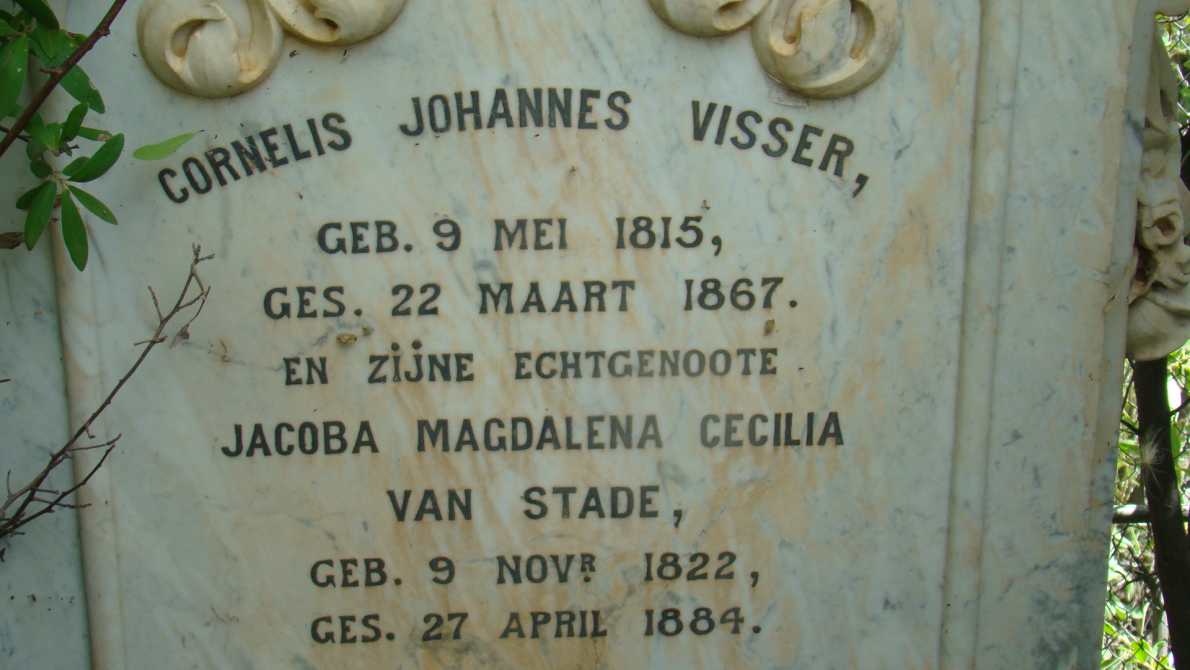 CORNELIS JOHANNES VISSER,
GEB. 9 MEI 1815,
GES. 22 MAART 1867.
EN ZIJNE ECHTGENOOTE
JACOBA MAGDALENA CECILIA
VAN STADE,
GEB. 9 NOVR. 1822,
GES. 27 APRIL 1884.